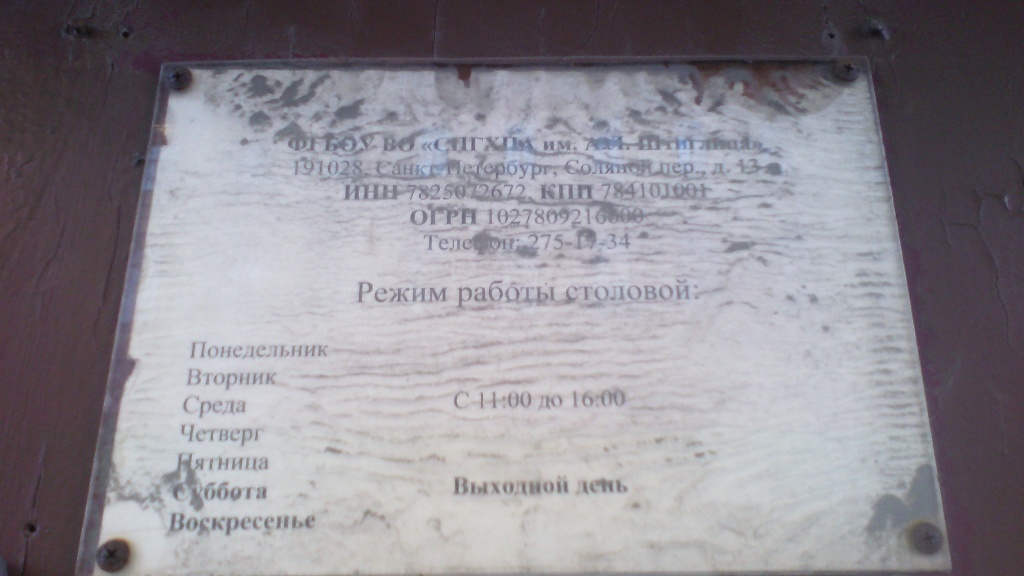 ФГБОУ ВО «СПГХПА им. А.Л. Штиглица»
191028, Санкт-Петербург, Соляной пер., д. 13
ИНН 7825072672, КПП 784101001
ОГРН 1027809216600
Телефон: 275-17-34
Режим работы столовой:
Понедельник
Вторник
Среда С 11:00 до 16:00
Четверг
Пятница
Суббота Выходной день
Воскресенье